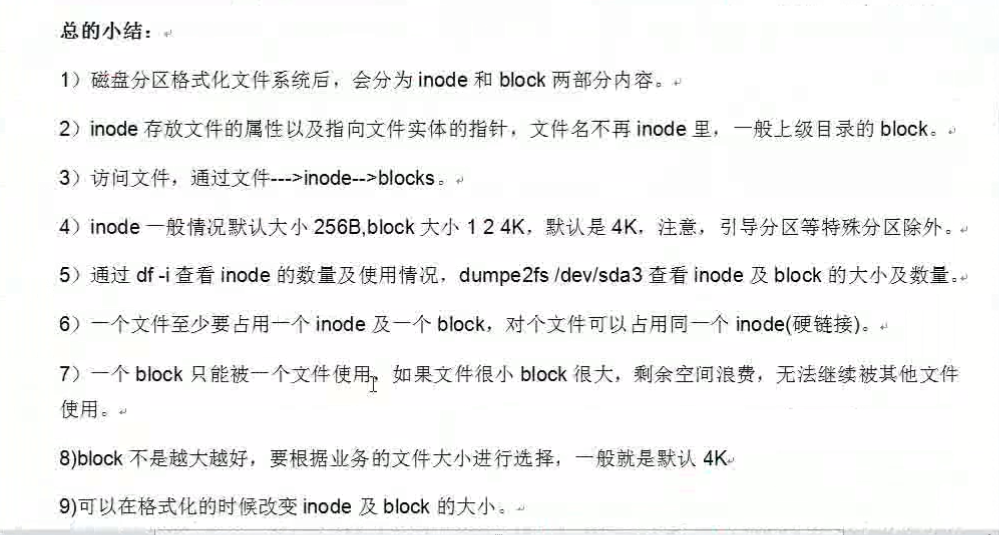 总的小结：
1）磁盘分区格式化文件系统后，会分为 inode 和 block 两部分内容。
2）inode 存放文件的属性以及指向文件实体的指针，文件名不再 inode 里，一般上级目录的 block。
3）访问文件，通过文件--->inode-->blocks。
4）inode 一般情况默认大小 256B,block 大小 1 2 4K，默认是 4K，注意，引导分区等特殊分区除外。
5）通过 df -i 查看 inode 的数量及使用情况，dumpe2fs /dev/sda3 查看 inode 及 block 的大小及数量。
6）一个文件至少要占用一个 inode 及一个 block，对个文件可以占用同一个 inode(硬链接)。
7）一个 block 只能被一个文件使用，如果文件很小 block 很大，剩余空间浪费，无法继续被其他文件
使用。
8)block 不是越大越好，要根据业务的文件大小进行选择，一般就是默认 4K
9)可以在格式化的时候改变 inode 及 block 的大小。